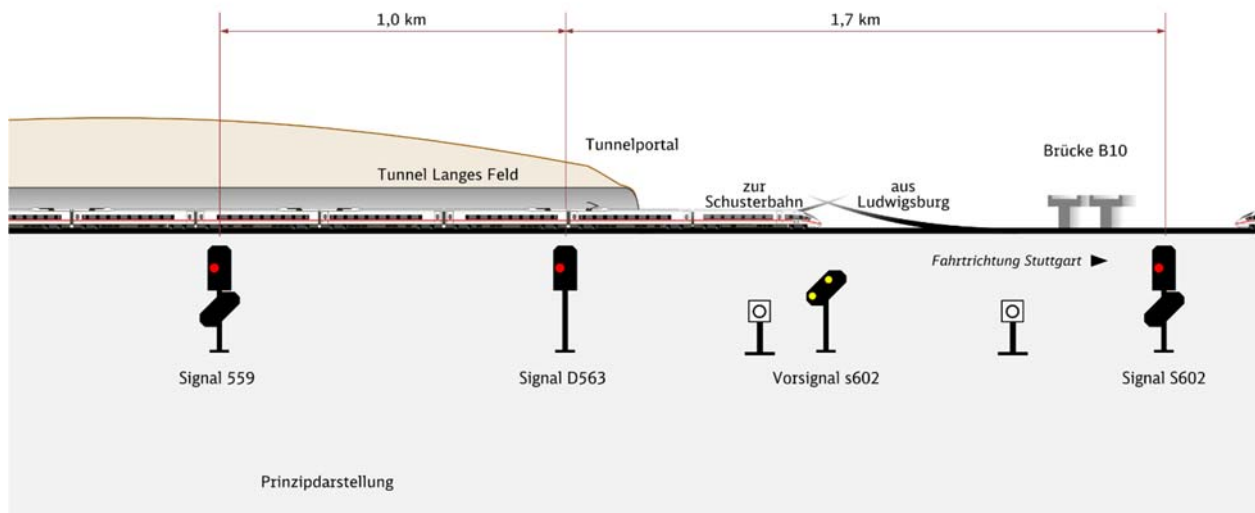 1,0 km
1,7 km
Tunnelportal
Brücke B10
Tunnel Langes Feld
zur
Schusterbahn
aus
Ludwigsburg
Fahrtrichtung Stuttgart
Signal 559
Signal D563
Vorsignal s602
Signal S602
Prinzipdarstellung